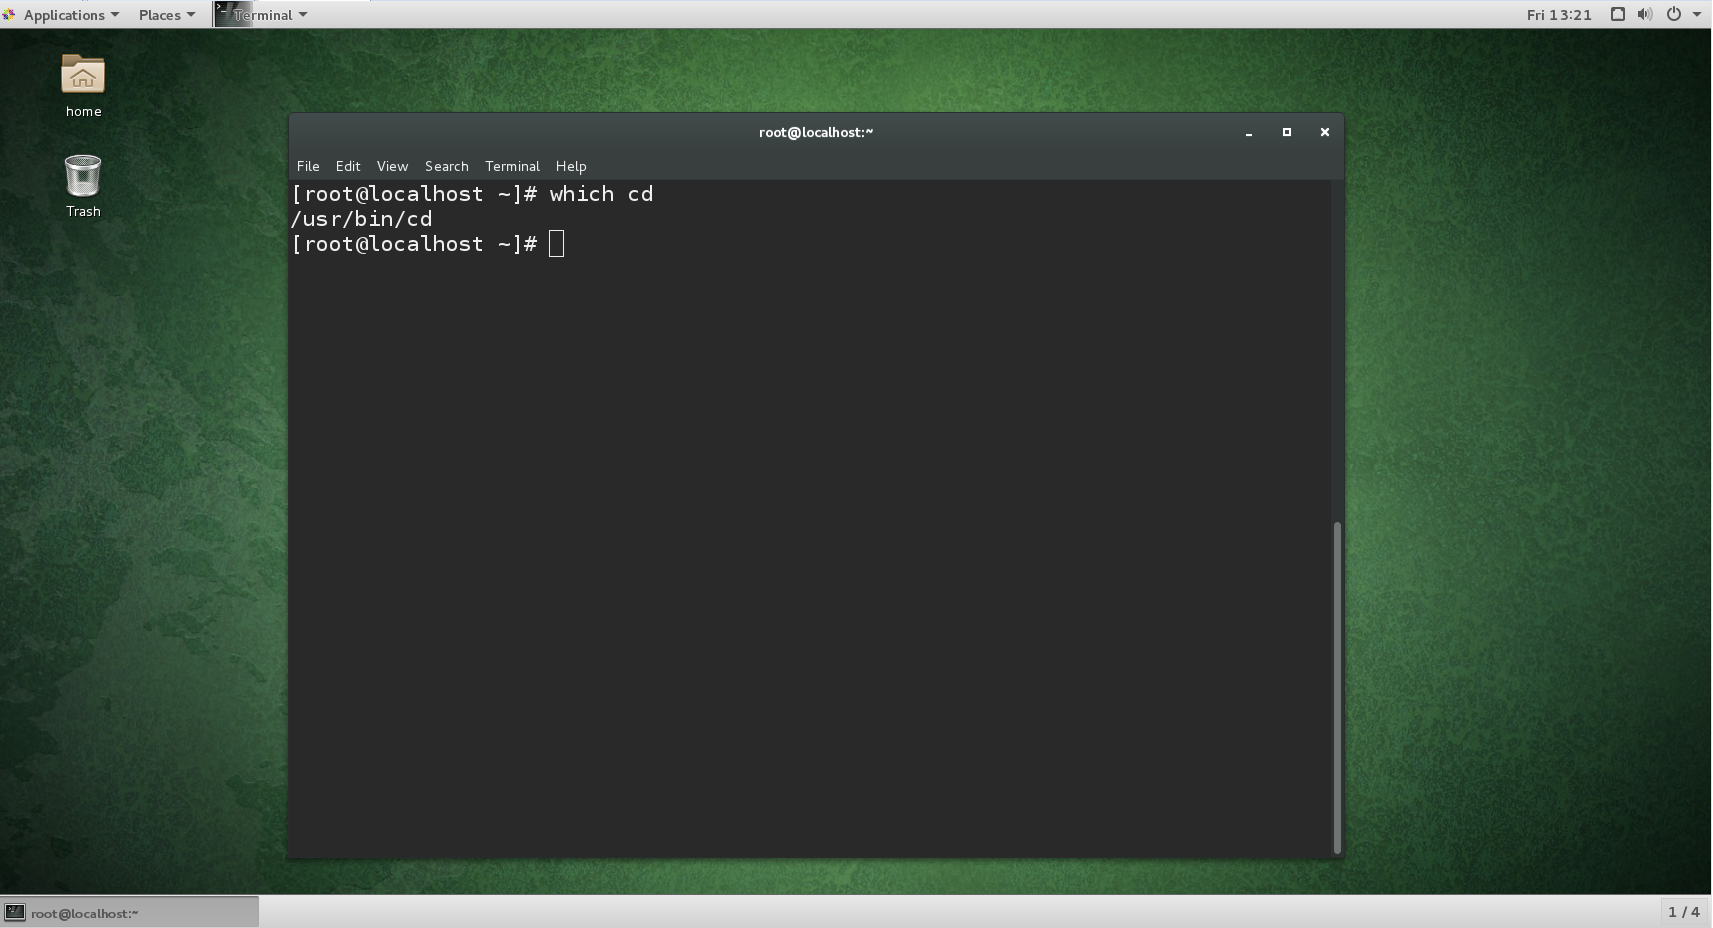 Applications Places Terminal Fri 13:21
home
Trash
root@localhost:~
File Edit View Search Terminal Help
[root@localhost ~]# which cd
/usr/bin/cd
[root@localhost ~]#
root@localhost:~ 1 / 4